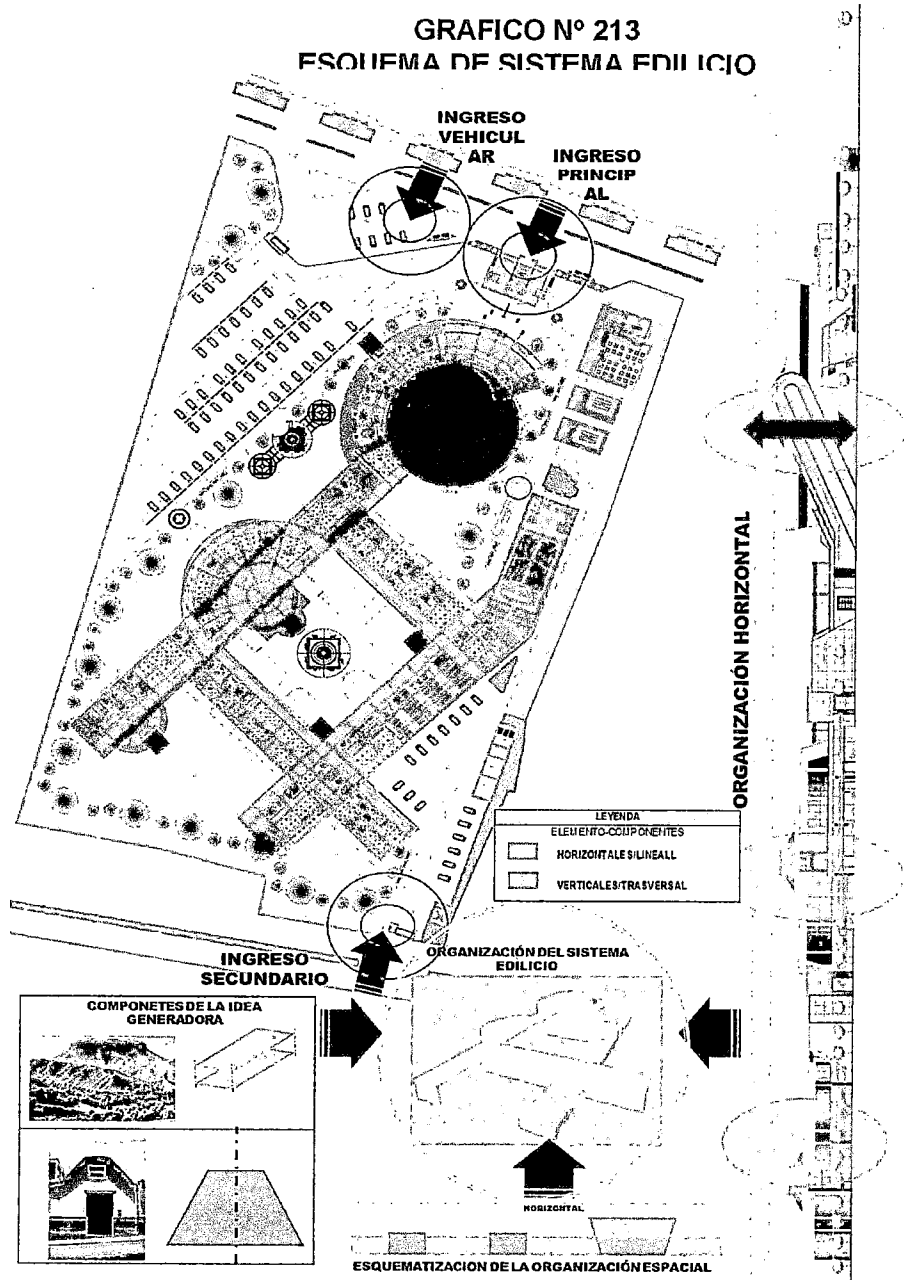 GRAFICO Nº 213
ESQUEMA DE SISTEMA EDILICIO
INGRESO
VEHICUL
AR
INGRESO
PRINCIP
AL
ORGANIZACIÓN HORIZONTAL
LEYENDA
ELEMENTO-COMPONENTES
HORIZONTALES/LINEALL
VERTICALES/TRASVERSAL
INGRESO
SECUNDARIO
ORGANIZACIÓN DEL SISTEMA
EDILICIO
COMPONETES DE LA IDEA
GENERADORA
HORIZONTAL
ESQUEMATIZACION DE LA ORGANIZACIÓN ESPACIAL